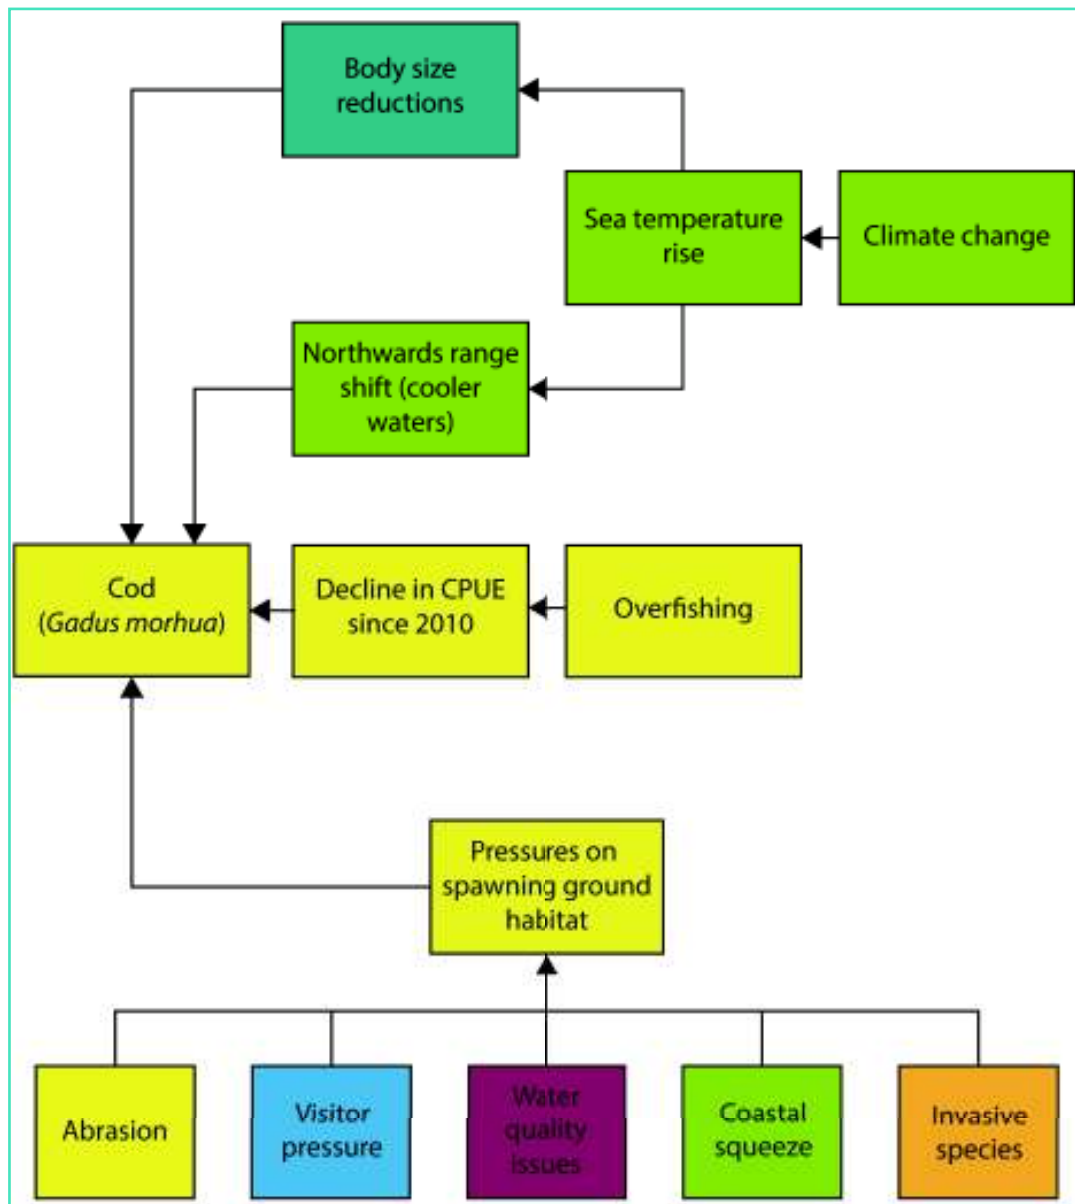 Body size
reductions
Sea temperature
rise
Climate change
Northwards range
shift (cooler
waters)
Cod
(Gadus morhua)
Decline in CPUE
since 2010
Overfishing
Pressures on
spawning ground
habitat
Abrasion
Visitor
pressure
Water
quality
issues
Coastal
squeeze
Invasive
species